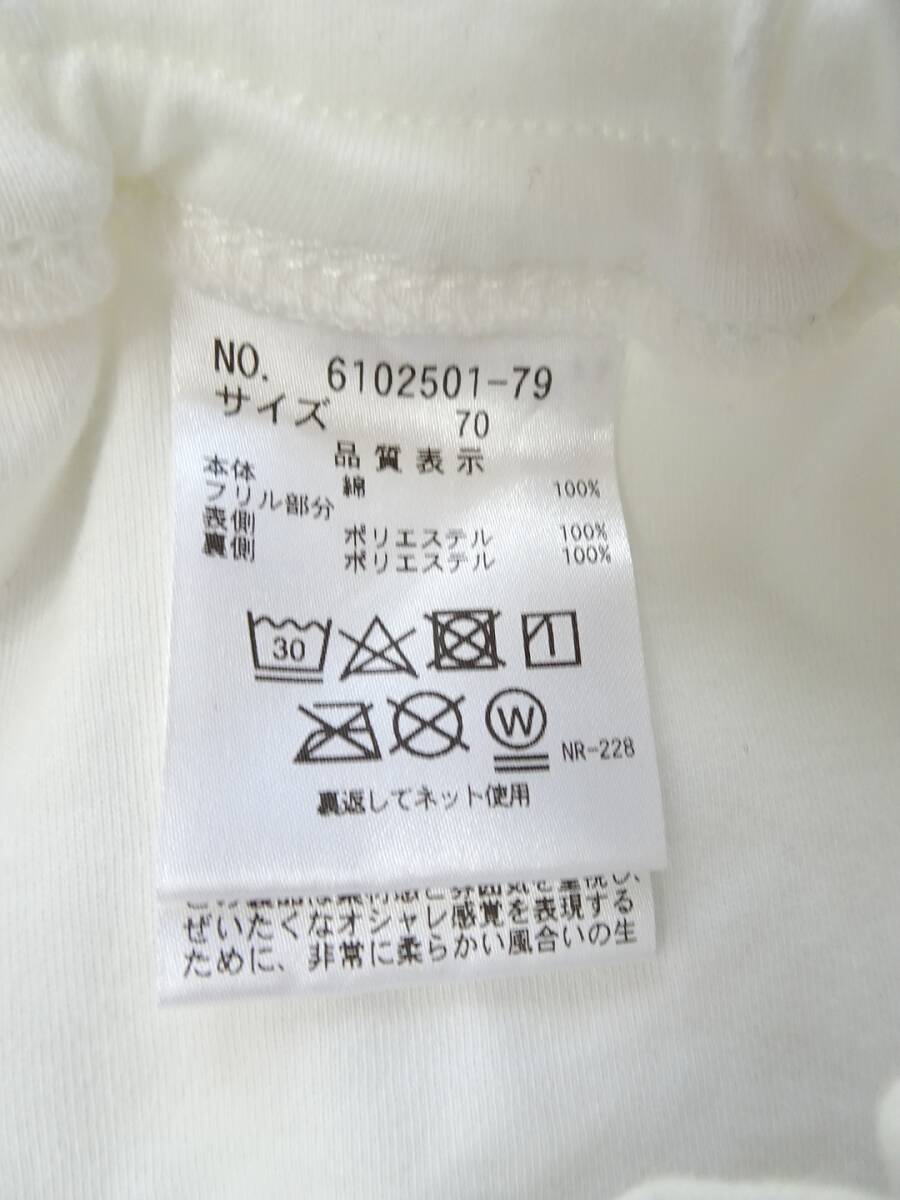 NO. 6102501-79
サイズ 70
品質表示
本体 綿 100%
フリル部分
表側 ポリエステル 100%
裏側 ポリエステル 100%
30
W NR-228
裏返してネット使用
ぜいたくなオシャレ感覚を表現する
ために、非常に柔らかい風合いの生